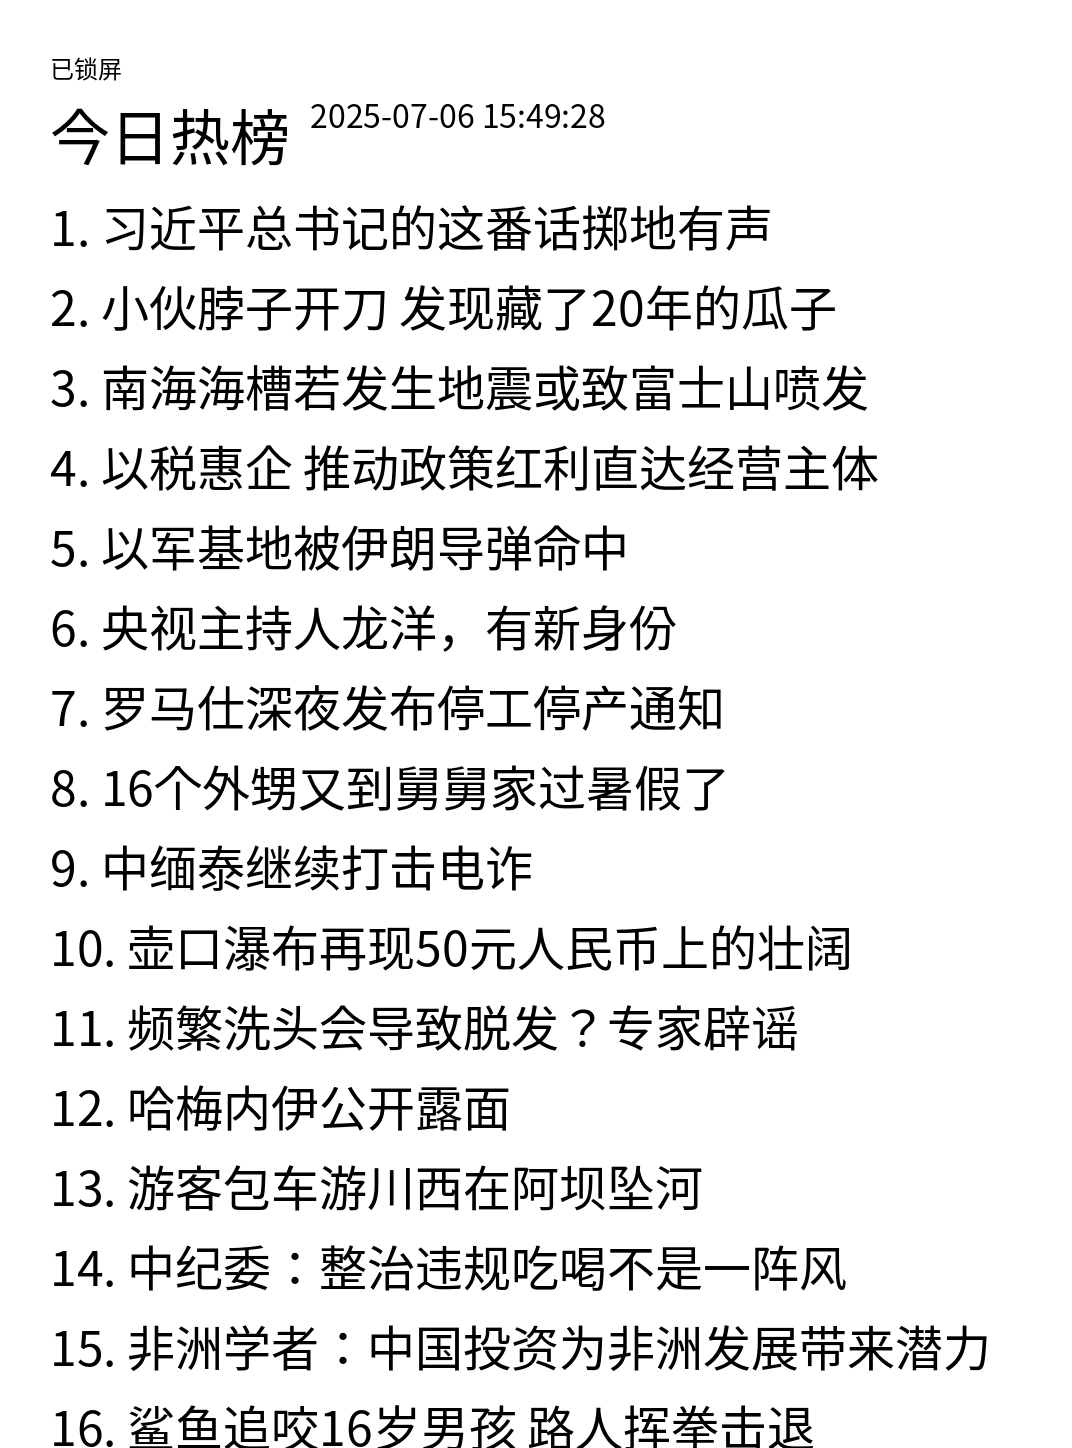 已锁屏
今日热榜 2025-07-06 15:49:28
1. 习近平总书记的这番话掷地有声
2. 小伙脖子开刀 发现藏了20年的瓜子
3. 南海海槽若发生地震或致富士山喷发
4. 以税惠企 推动政策红利直达经营主体
5. 以军基地被伊朗导弹命中
6. 央视主持人龙洋，有新身份
7. 罗马仕深夜发布停工停产通知
8. 16个外甥又到舅舅家过暑假了
9. 中缅泰继续打击电诈
10. 壶口瀑布再现50元人民币上的壮阔
11. 频繁洗头会导致脱发？专家辟谣
12. 哈梅内伊公开露面
13. 游客包车游川西在阿坝坠河
14. 中纪委：整治违规吃喝不是一阵风
15. 非洲学者：中国投资为非洲发展带来潜力
16. 鲨鱼追咬16岁男孩 路人挥拳击退